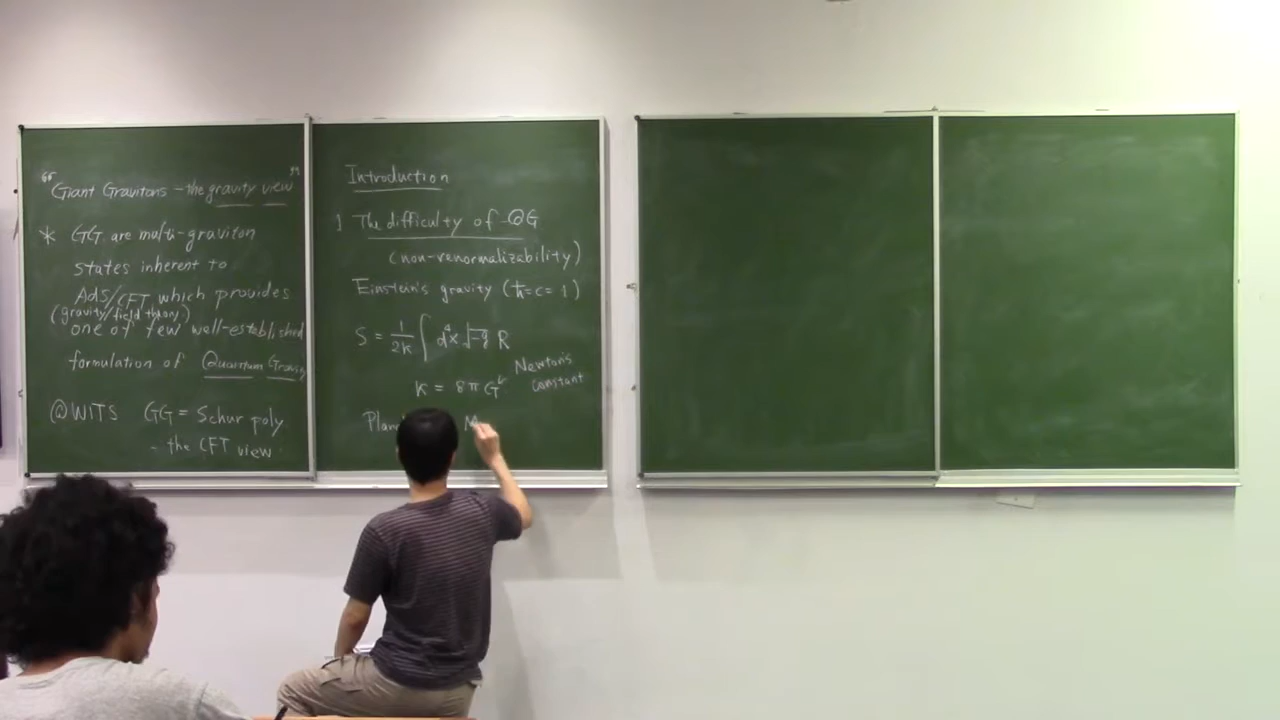 "Giant Gravitons - the gravity view"
* GG are multi-graviton
states inherent to
AdS/CFT which provides
(gravity/field theory)
one of few well-established
formulation of Quantum Gravity
@WITS GG = Schur poly
- the CFT view
Introduction
1 The difficulty of QG
(non-renormalizability)
Einstein's gravity (ℏ=c=1)
S = 1/2κ ∫ d⁴x √-g R
κ = 8πG Newton's
constant
M